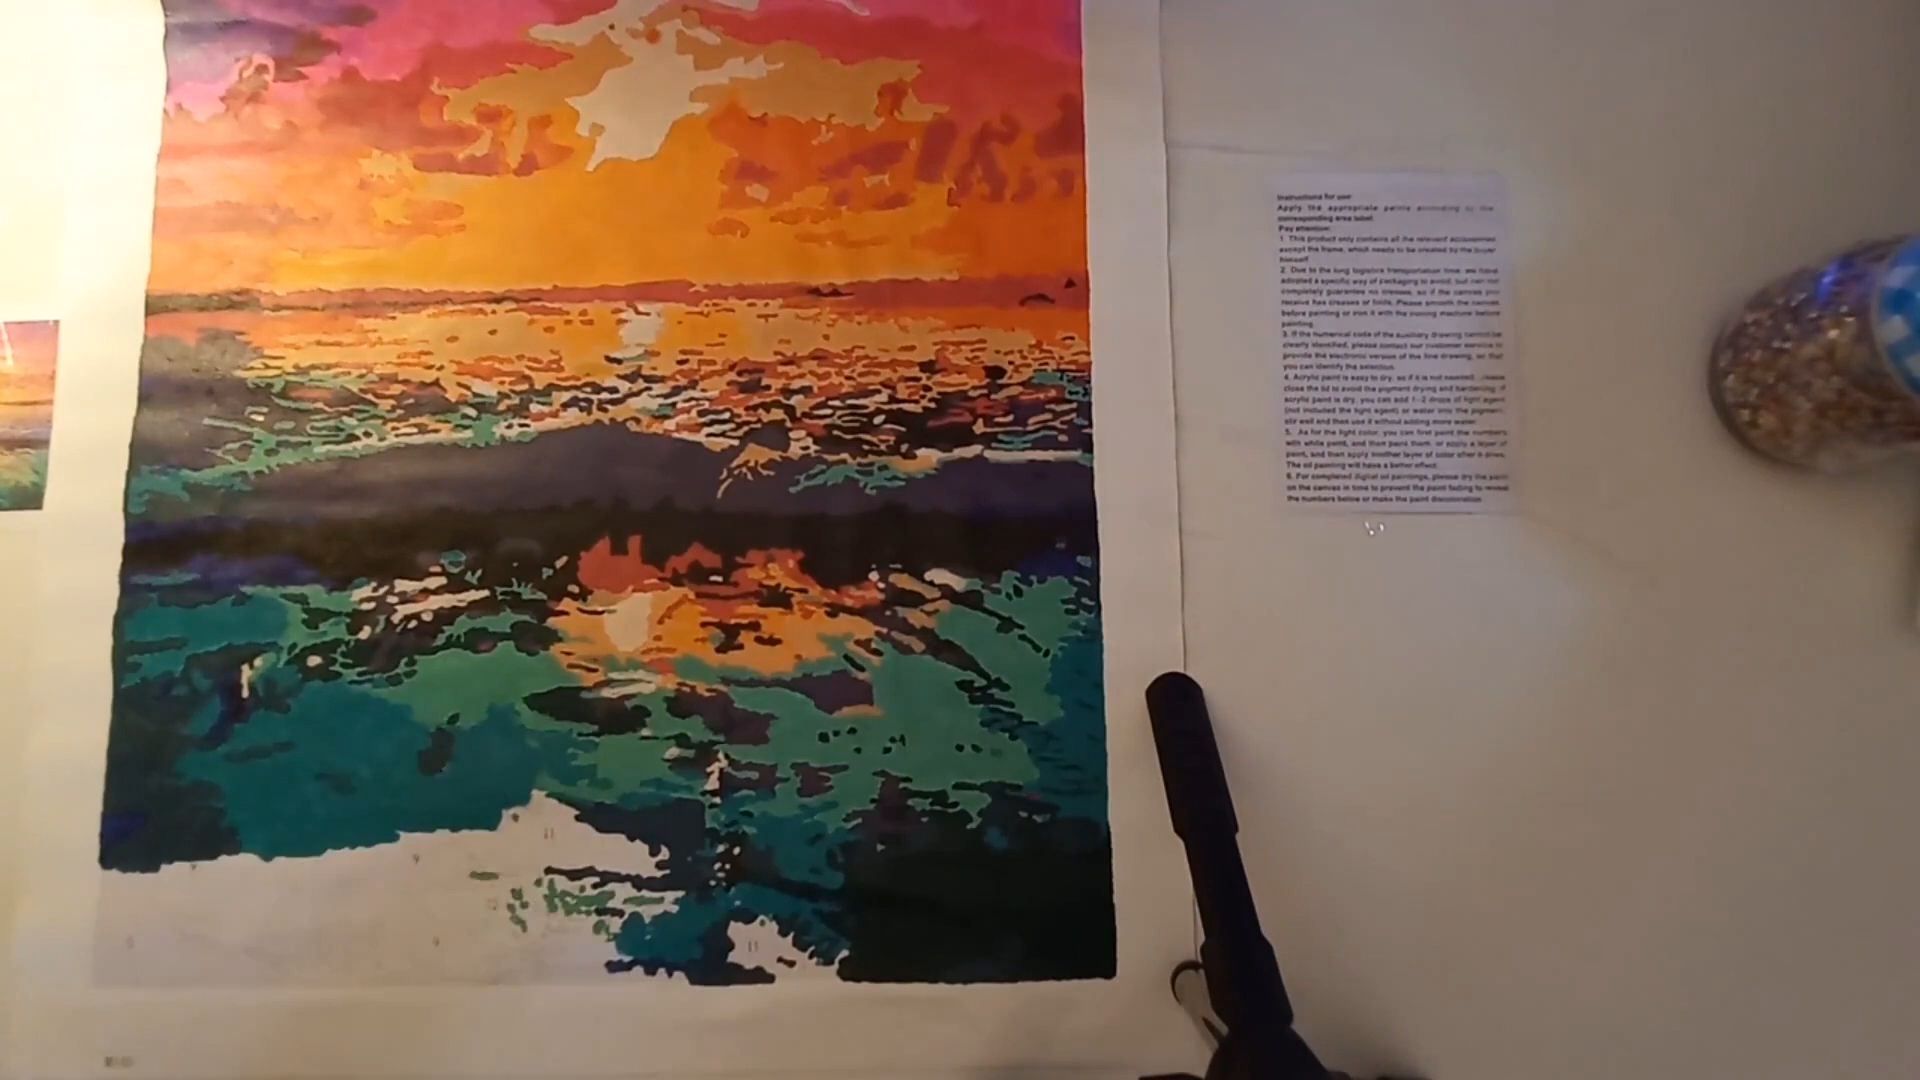 Instructions for use:
Apply the appropriate paints according to the
corresponding area label.
Pay attention:
1. This product only contains all the relevant accessories
except the frame, which needs to be created by the buyer
himself.
2. Due to the long logistics transportation time, we have
adopted a specific way of packaging to avoid, but can not
completely guarantee no creases, so if the canvas you
receive has creases or folds. Please smooth the canvas
before painting or iron it with the ironing machine before
painting.
3. If the numerical code of the auxiliary drawing cannot be
clearly identified, please contact our customer service to
provide the electronic version of the line drawing, so that
you can identify the selection.
4. Acrylic paint is easy to dry, so if it is not needed, please
close the lid to avoid the pigment drying and hardening. If
acrylic paint is dry, you can add 1-2 drops of light agent
(not included the light agent) or water into the pigment,
stir well and then use it without adding more water.
5. As for the light color, you can first paint the numbers
with white paint, and then paint them, or apply a layer of
paint, and then apply another layer of color after it dries.
The oil painting will have a better effect.
6. For completed digital oil paintings, please dry the paint
on the canvas in time to prevent the paint fading to reveal
the numbers below or make the paint discoloration.
11
9
9
11